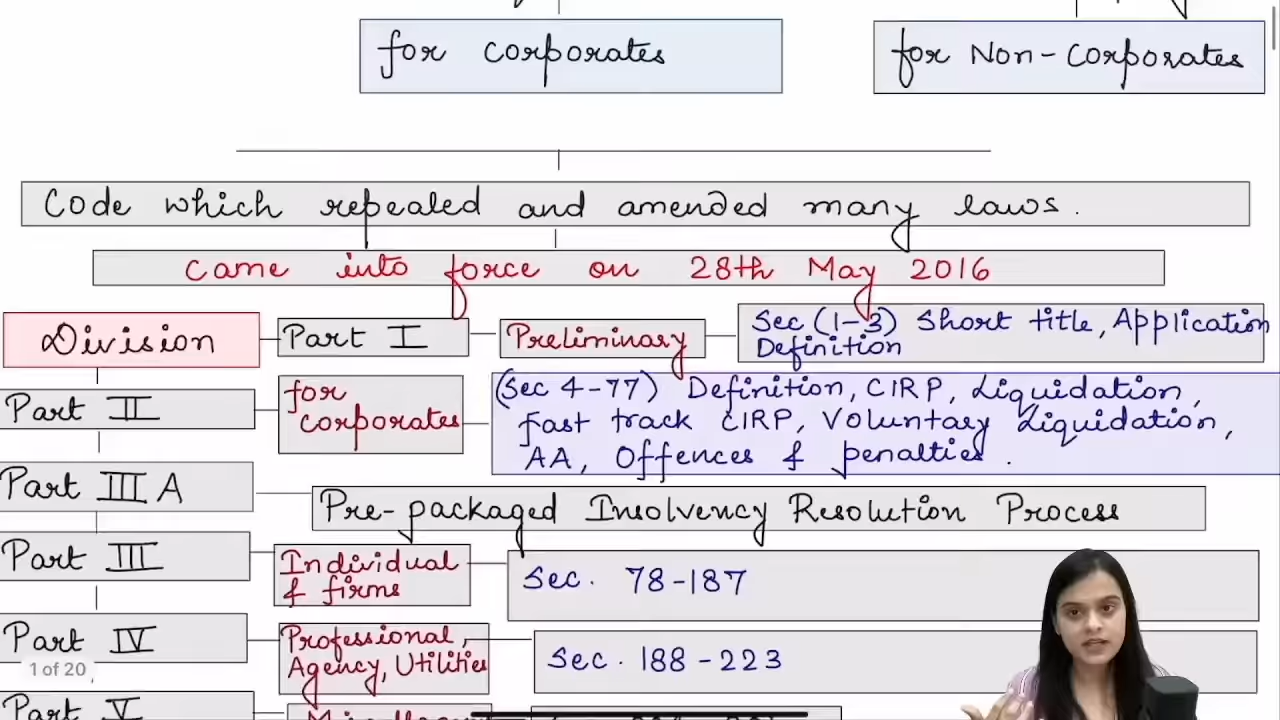 for corporates
for Non-Corporates
Code which repealed and amended many laws.
Came into force on 28th May 2016
Division
Part I
Preliminary
Sec (1-3) Short title, Application
Definition
Part II
for
corporates
(Sec 4-77) Definition, CIRP, Liquidation,
fast track CIRP, Voluntary Liquidation,
AA, Offences & penalties.
Part III A
Pre-packaged Insolvency Resolution Process
Part III
Individual
& firms
Sec. 78-187
Part IV
Professional,
Agency, Utilities
Sec. 188-223
1 of 20
Part V